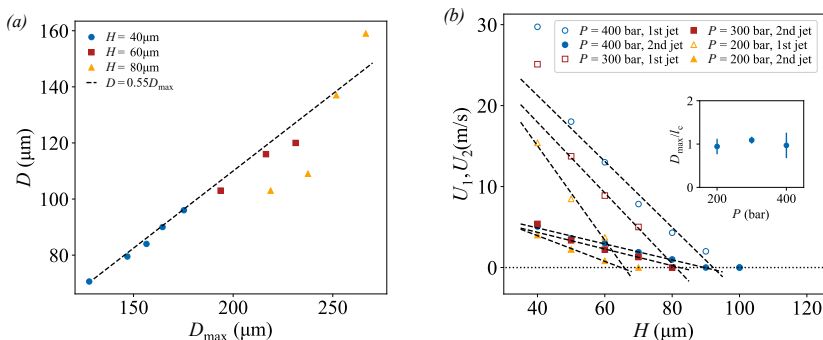 (a)
H = 40μm
H = 60μm
H = 80μm
D = 0.55D_max
160
140
120
100
80
D (μm)
150
200
250
D_max (μm)
(b)
P = 400 bar, 1st jet
P = 400 bar, 2nd jet
P = 300 bar, 1st jet
P = 300 bar, 2nd jet
P = 200 bar, 1st jet
P = 200 bar, 2nd jet
30
20
10
0
U_1, U_2(m/s)
2
1
0
D_max/l_c
200
400
P (bar)
40
60
80
100
120
H (μm)